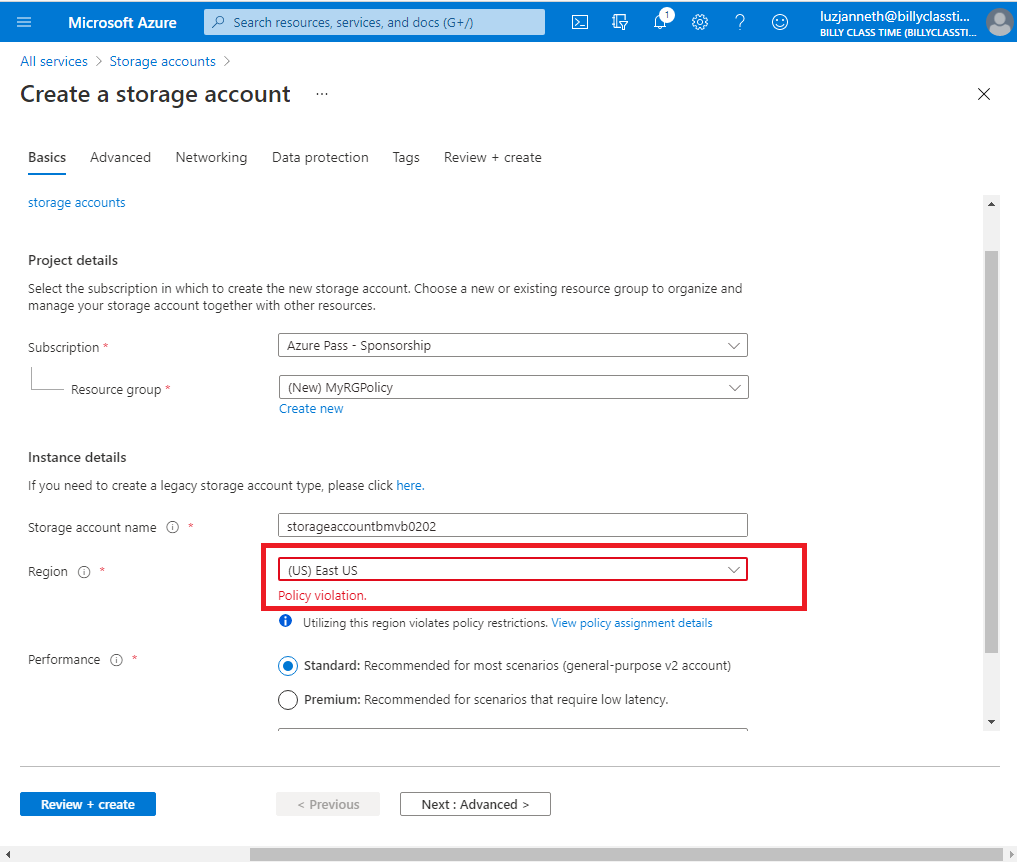 Microsoft Azure
Search resources, services, and docs (G+/)
1
luzjanneth@billyclassti...
BILLY CLASS TIME (BILLYCLASSTI...
All services > Storage accounts >
Create a storage account ...
Basics Advanced Networking Data protection Tags Review + create
storage accounts
Project details
Select the subscription in which to create the new storage account. Choose a new or existing resource group to organize and
manage your storage account together with other resources.
Subscription *
Azure Pass - Sponsorship
Resource group *
(New) MyRGPolicy
Create new
Instance details
If you need to create a legacy storage account type, please click here.
Storage account name *
storageaccountbmvb0202
Region *
(US) East US
Policy violation.
Utilizing this region violates policy restrictions. View policy assignment details
Performance *
Standard: Recommended for most scenarios (general-purpose v2 account)
Premium: Recommended for scenarios that require low latency.
Review + create
< Previous
Next : Advanced >